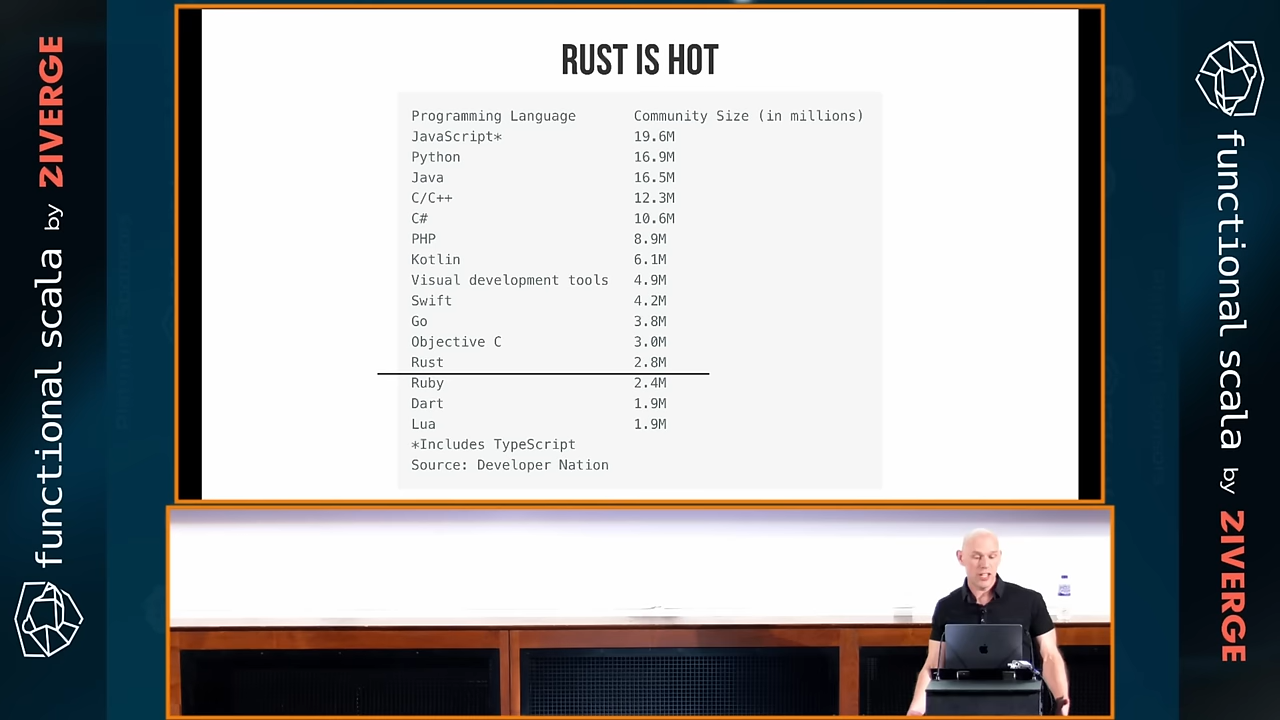 RUST IS HOT
Programming Language Community Size (in millions)
JavaScript* 19.6M
Python 16.9M
Java 16.5M
C/C++ 12.3M
C# 10.6M
PHP 8.9M
Kotlin 6.1M
Visual development tools 4.9M
Swift 4.2M
Go 3.8M
Objective C 3.0M
Rust 2.8M
Ruby 2.4M
Dart 1.9M
Lua 1.9M
*Includes TypeScript
Source: Developer Nation
functional scala by ZIVERGE
functional scala by ZIVERGE